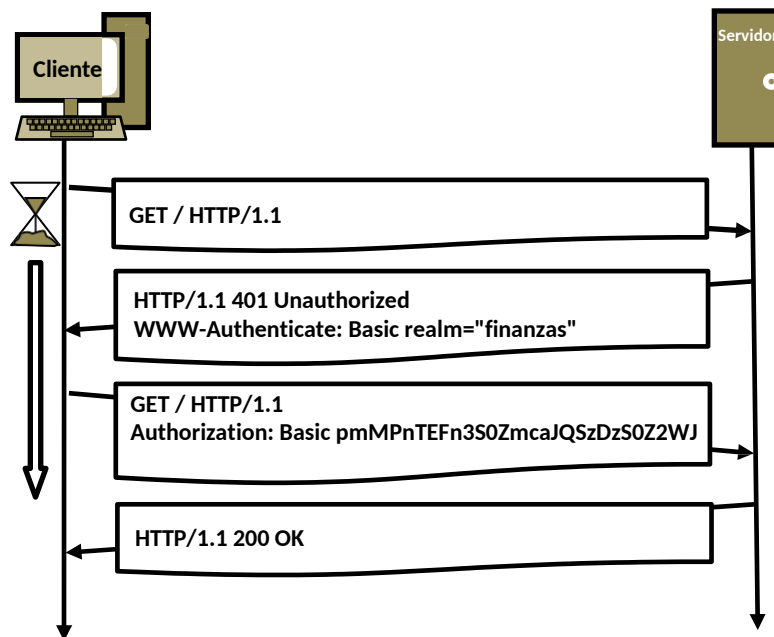 Cliente
Servidor
GET / HTTP/1.1
HTTP/1.1 401 Unauthorized
WWW-Authenticate: Basic realm="finanzas"
GET / HTTP/1.1
Authorization: Basic pmMPnTEFn3S0ZmcaJQSzDzS0Z2WJ
HTTP/1.1 200 OK